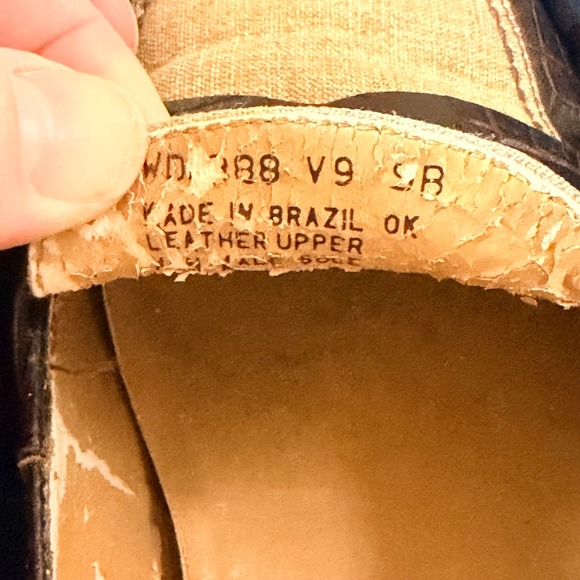 WD 388 V9 9B
MADE IN BRAZIL OK
LEATHER UPPER